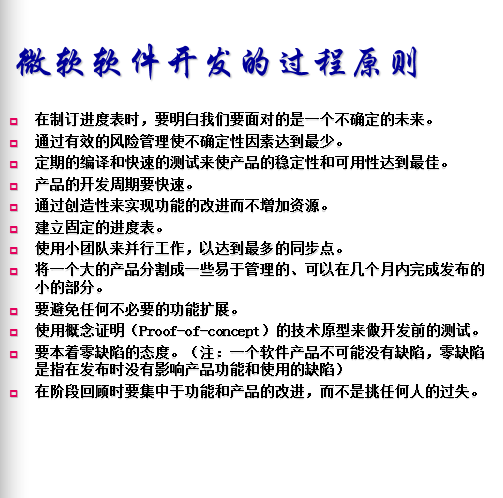 微软软件开发的过程原则
在制订进度表时，要明白我们要面对的是一个不确定的未来。
通过有效的风险管理使不确定性因素达到最少。
定期的编译和快速的测试来使产品的稳定性和可用性达到最佳。
产品的开发周期要快速。
通过创造性来实现功能的改进而不增加资源。
建立固定的进度表。
使用小团队来并行工作，以达到最多的同步点。
将一个大的产品分割成一些易于管理的、可以在几个月内完成发布的
小的部分。
要避免任何不必要的功能扩展。
使用概念证明（Proof-of-concept）的技术原型来做开发前的测试。
要本着零缺陷的态度。（注：一个软件产品不可能没有缺陷，零缺陷
是指在发布时没有影响产品功能和使用的缺陷）
在阶段回顾时要集中于功能和产品的改进，而不是挑任何人的过失。